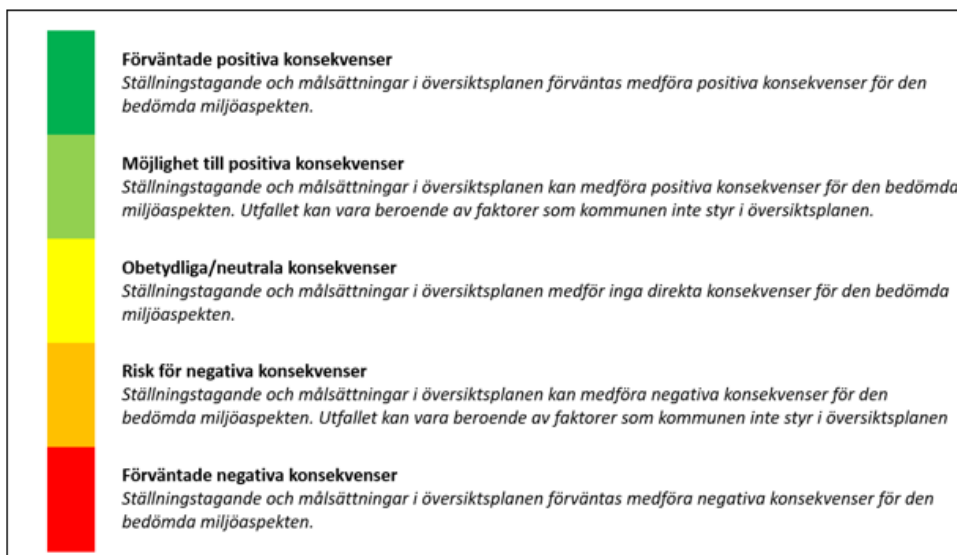 Förväntade positiva konsekvenser
Ställningstagande och målsättningar i översiktsplanen förväntas medföra positiva konsekvenser för den
bedömda miljöaspekten.
Möjlighet till positiva konsekvenser
Ställningstagande och målsättningar i översiktsplanen kan medföra positiva konsekvenser för den bedömda
miljöaspekten. Utfallet kan vara beroende av faktorer som kommunen inte styr i översiktsplanen.
Obetydliga/neutrala konsekvenser
Ställningstagande och målsättningar i översiktsplanen medför inga direkta konsekvenser för den bedömda
miljöaspekten.
Risk för negativa konsekvenser
Ställningstagande och målsättningar i översiktsplanen kan medföra negativa konsekvenser för den
bedömda miljöaspekten. Utfallet kan vara beroende av faktorer som kommunen inte styr i översiktsplanen
Förväntade negativa konsekvenser
Ställningstagande och målsättningar i översiktsplanen förväntas medföra negativa konsekvenser för den
bedömda miljöaspekten.